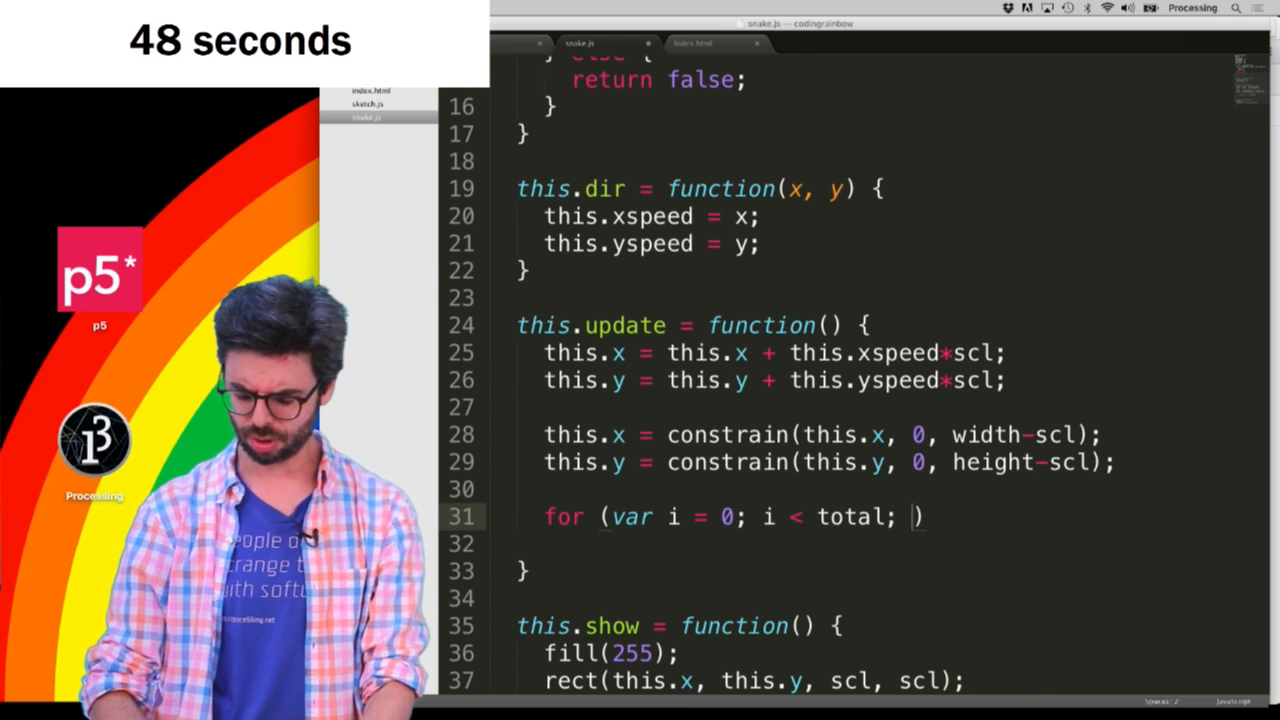 48 seconds
Processing
snake.js — codingrainbow
snake.js
index.html
index.html
sketch.js
snake.js
} else {
return false;
16 }
17 }
18
19 this.dir = function(x, y) {
20 this.xspeed = x;
21 this.yspeed = y;
22 }
23
24 this.update = function() {
25 this.x = this.x + this.xspeed*scl;
26 this.y = this.y + this.yspeed*scl;
27
28 this.x = constrain(this.x, 0, width-scl);
29 this.y = constrain(this.y, 0, height-scl);
30
31 for (var i = 0; i < total; )
32
33 }
34
35 this.show = function() {
36 fill(255);
37 rect(this.x, this.y, scl, scl);
p5*
p5
Processing
eople o
change t
with softw
processing.net
Spaces: 2
JavaScript